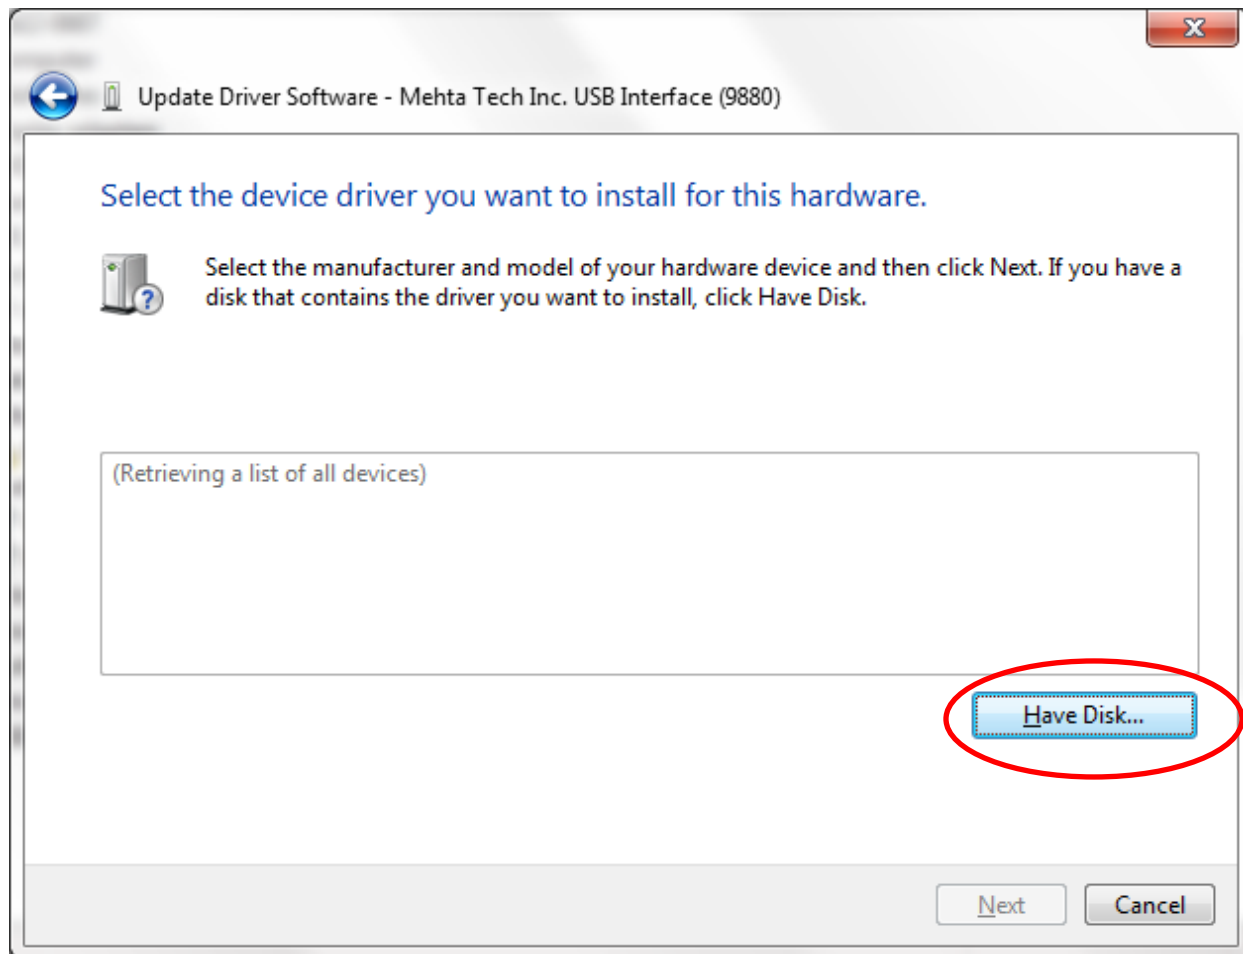 Update Driver Software - Mehta Tech Inc. USB Interface (9880)
Select the device driver you want to install for this hardware.
Select the manufacturer and model of your hardware device and then click Next. If you have a
disk that contains the driver you want to install, click Have Disk.
(Retrieving a list of all devices)
Have Disk...
Next
Cancel